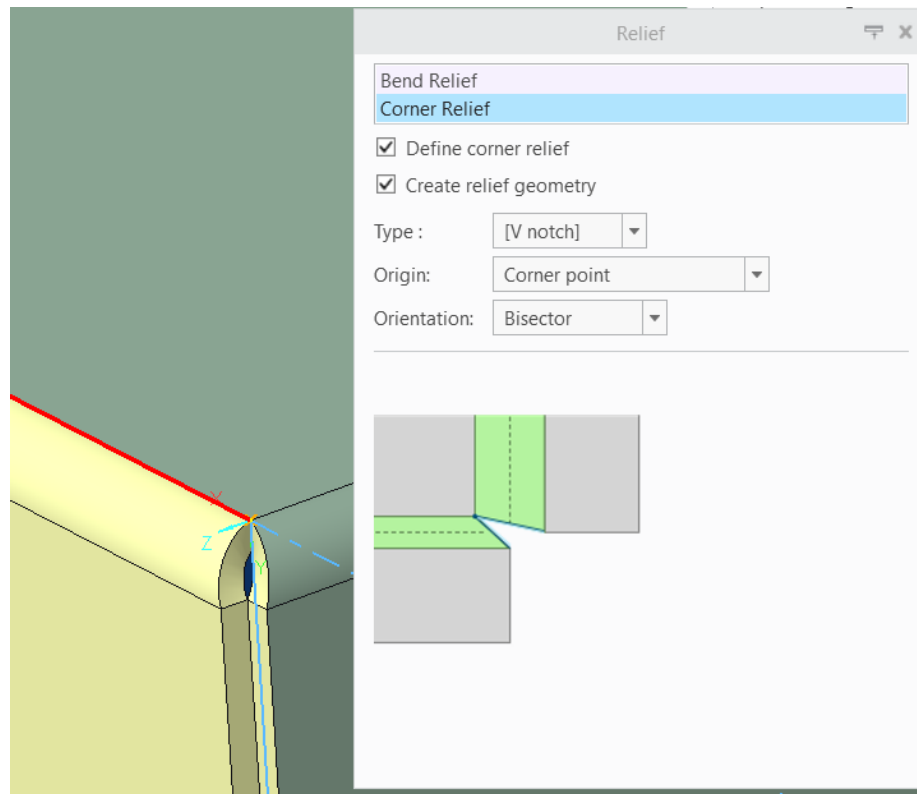 Relief
Bend Relief
Corner Relief
Define corner relief
Create relief geometry
Type : [V notch]
Origin: Corner point
Orientation: Bisector
X
Z
Y